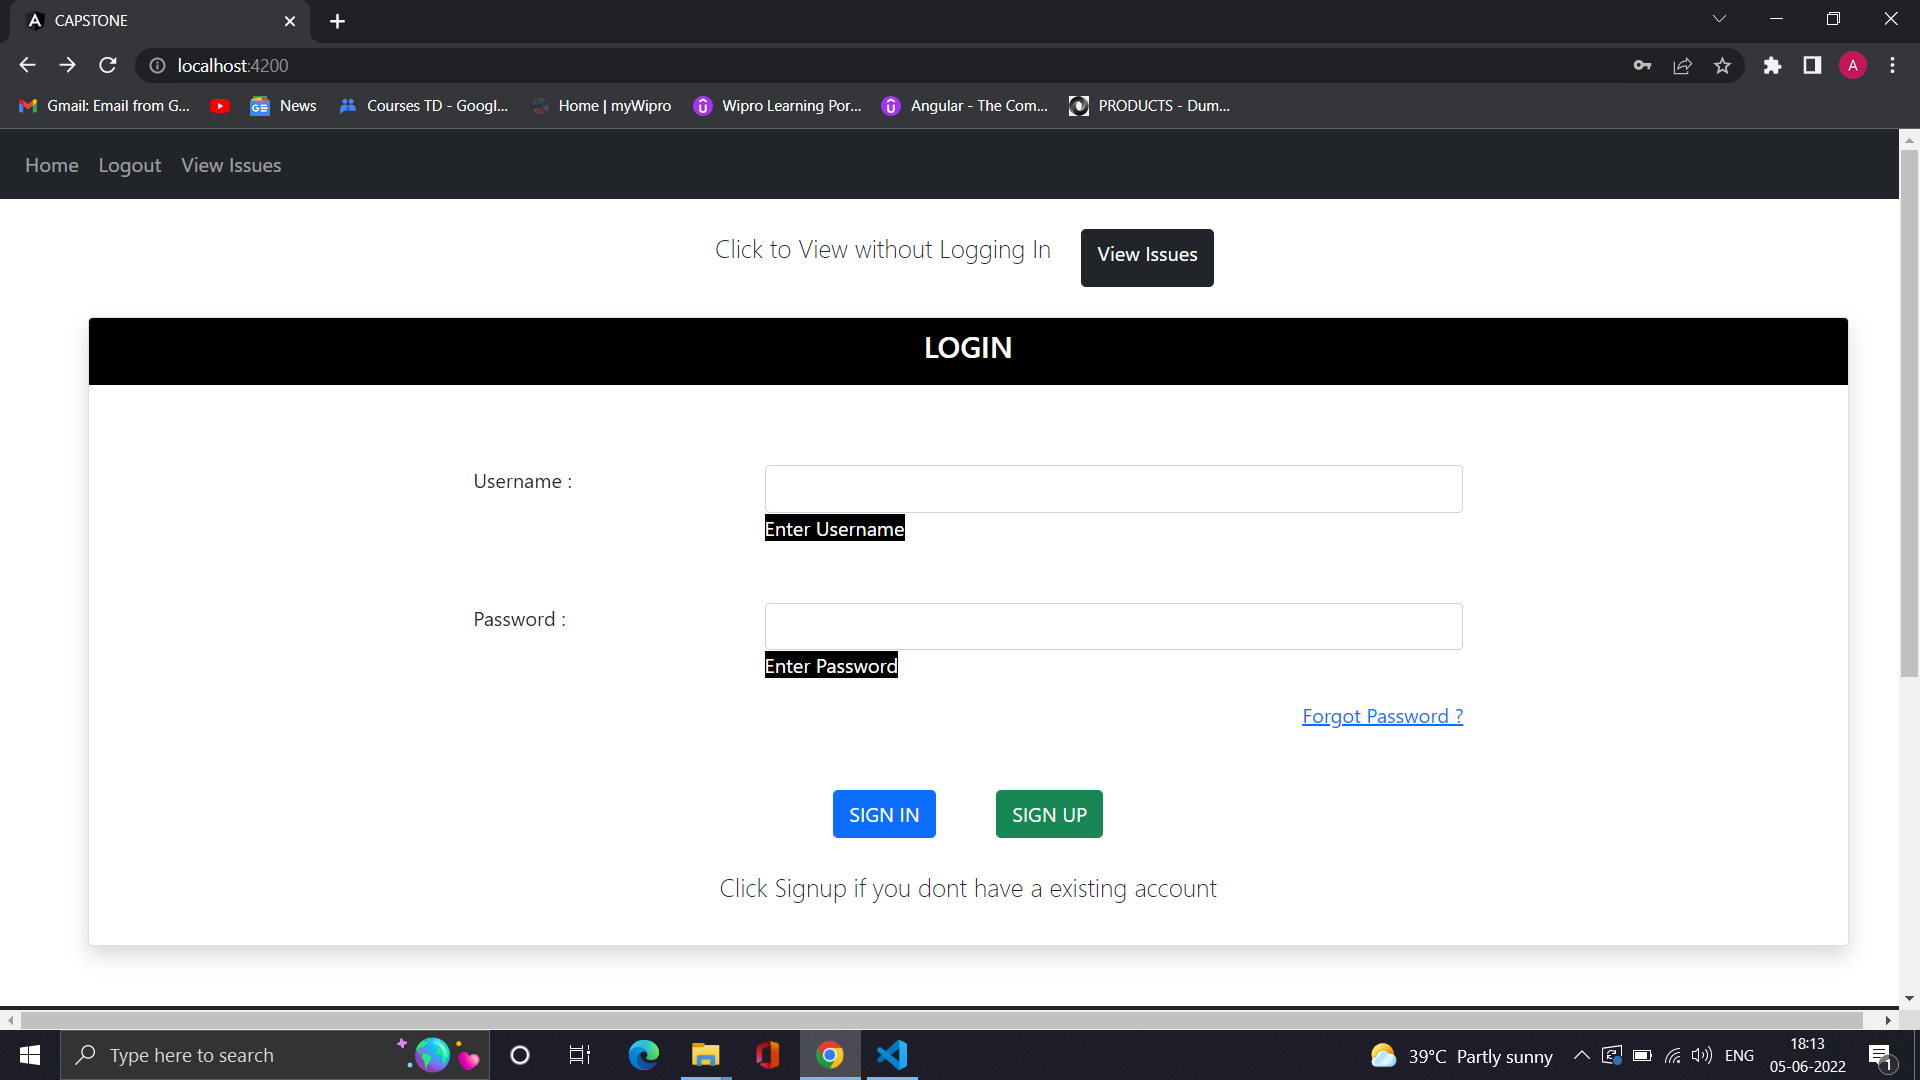 CAPSTONE
localhost:4200
A
Gmail: Email from G... News Courses TD - Googl... Home | myWipro Wipro Learning Por... Angular - The Com... PRODUCTS - Dum...
Home Logout View Issues
Click to View without Logging In View Issues
LOGIN
Username :
Enter Username
Password :
Enter Password
Forgot Password ?
SIGN IN SIGN UP
Click Signup if you dont have a existing account
Type here to search 39°C Partly sunny ENG 18:13
05-06-2022 1